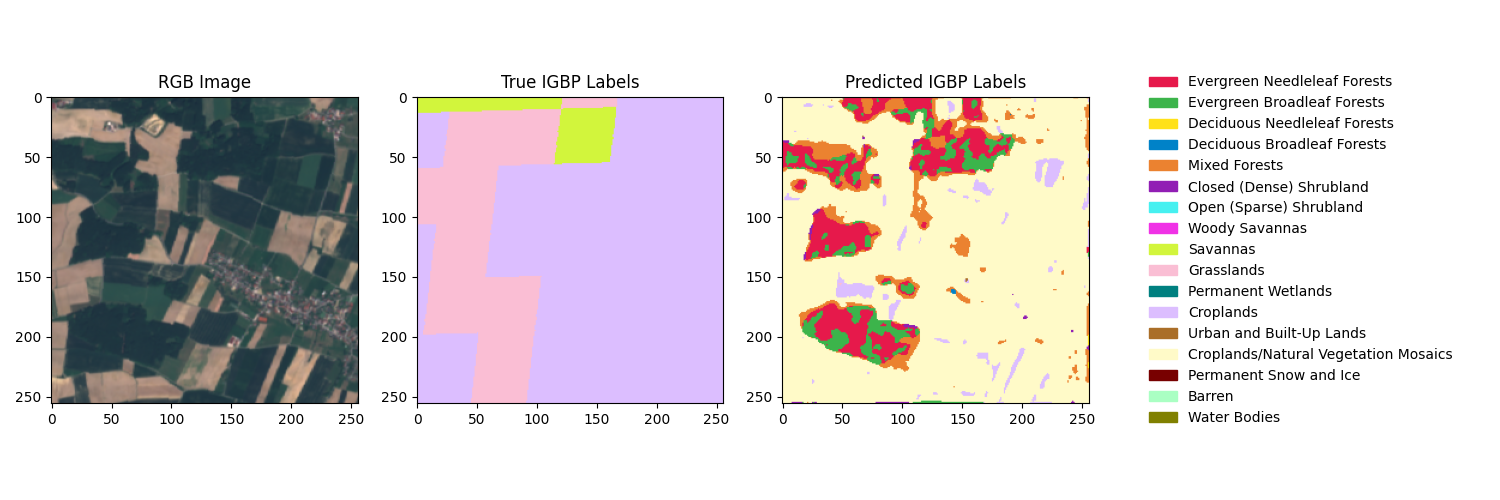 RGB Image
True IGBP Labels
Predicted IGBP Labels
0
50
100
150
200
250
0 50 100 150 200 250
0
50
100
150
200
250
0 50 100 150 200 250
0
50
100
150
200
250
0 50 100 150 200 250
Evergreen Needleleaf Forests
Evergreen Broadleaf Forests
Deciduous Needleleaf Forests
Deciduous Broadleaf Forests
Mixed Forests
Closed (Dense) Shrubland
Open (Sparse) Shrubland
Woody Savannas
Savannas
Grasslands
Permanent Wetlands
Croplands
Urban and Built-Up Lands
Croplands/Natural Vegetation Mosaics
Permanent Snow and Ice
Barren
Water Bodies